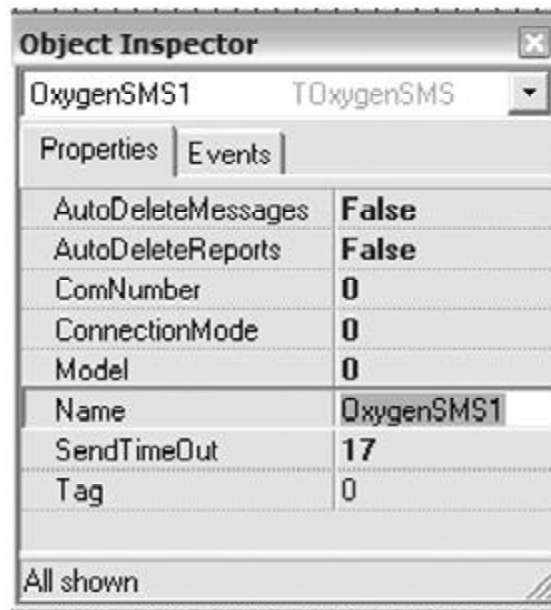 Object Inspector
OxygenSMS1 TOxygenSMS
Properties Events
AutoDeleteMessages False
AutoDeleteReports False
ComNumber 0
ConnectionMode 0
Model 0
Name OxygenSMS1
SendTimeOut 17
Tag 0
All shown